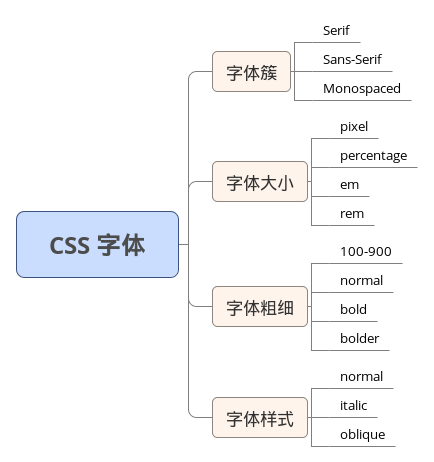 CSS 字体
字体簇
Serif
Sans-Serif
Monospaced
字体大小
pixel
percentage
em
rem
字体粗细
100-900
normal
bold
bolder
字体样式
normal
italic
oblique